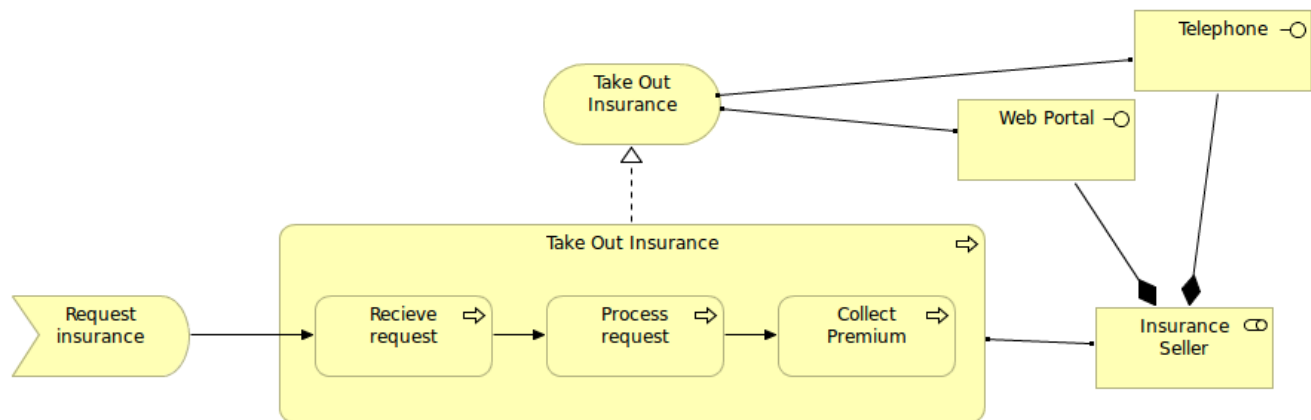 Telephone
Take Out
Insurance
Web Portal
Take Out Insurance
Request
insurance
Recieve
request
Process
request
Collect
Premium
Insurance
Seller